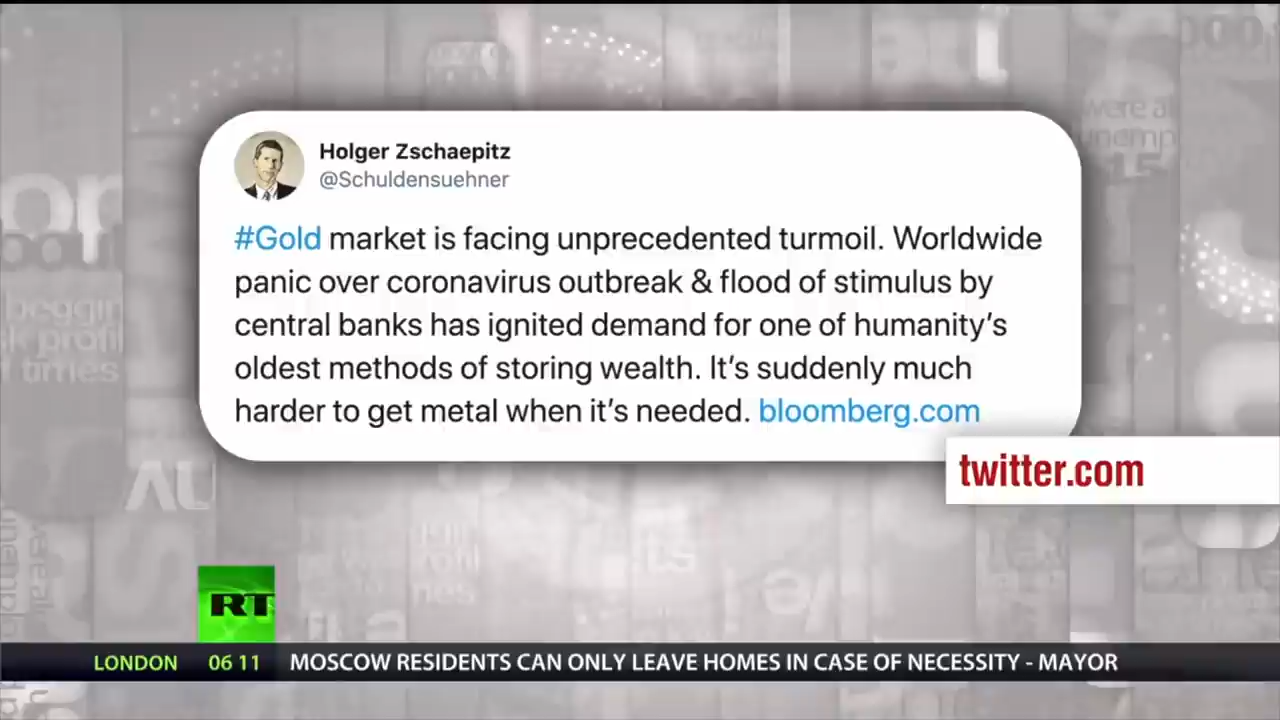 Holger Zschaepitz
@Schuldensuehner
#Gold market is facing unprecedented turmoil. Worldwide
panic over coronavirus outbreak & flood of stimulus by
central banks has ignited demand for one of humanity's
oldest methods of storing wealth. It's suddenly much
harder to get metal when it's needed. bloomberg.com
twitter.com
RT
LONDON 06 11 MOSCOW RESIDENTS CAN ONLY LEAVE HOMES IN CASE OF NECESSITY - MAYOR